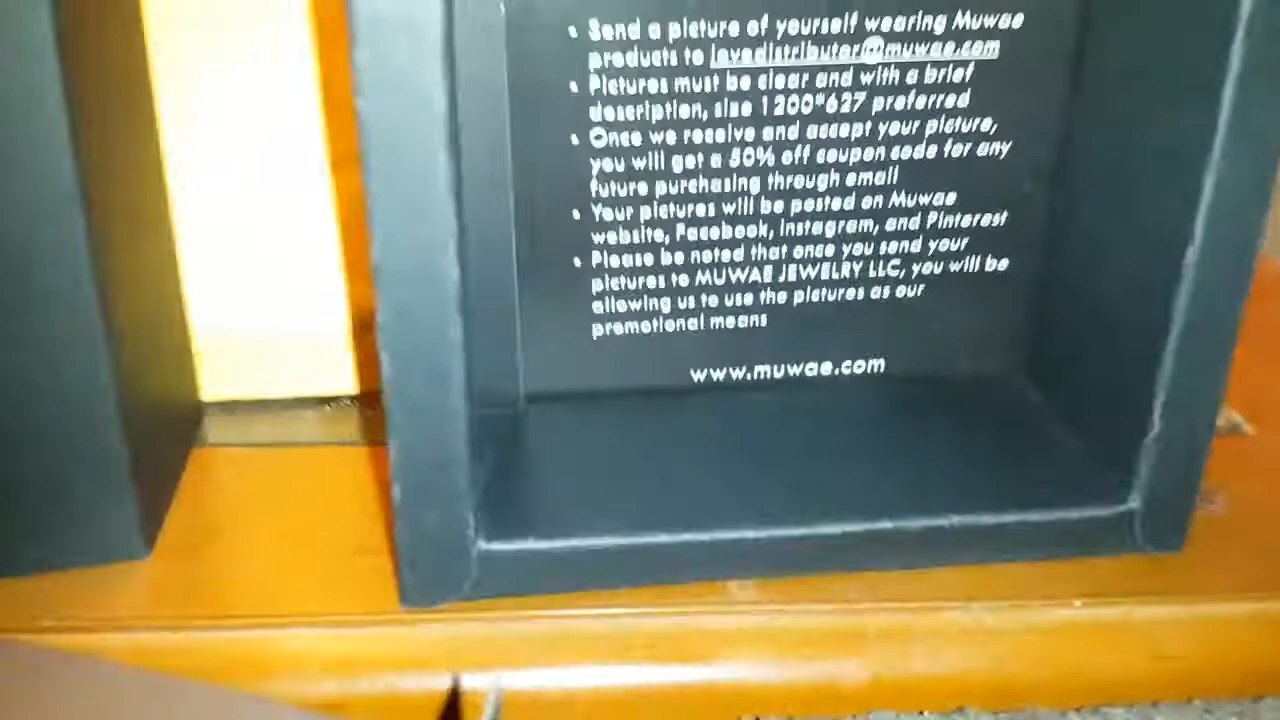 • Send a picture of yourself wearing Muwae
products to lovedistributer@muwae.com
• Pictures must be clear and with a brief
description, size 1200*627 preferred
• Once we receive and accept your picture,
you will get a 50% off coupon code for any
future purchasing through email
• Your pictures will be posted on Muwae
website, Facebook, Instagram, and Pinterest
• Please be noted that once you send your
pictures to MUWAE JEWELRY LLC, you will be
allowing us to use the pictures as our
promotional means
www.muwae.com